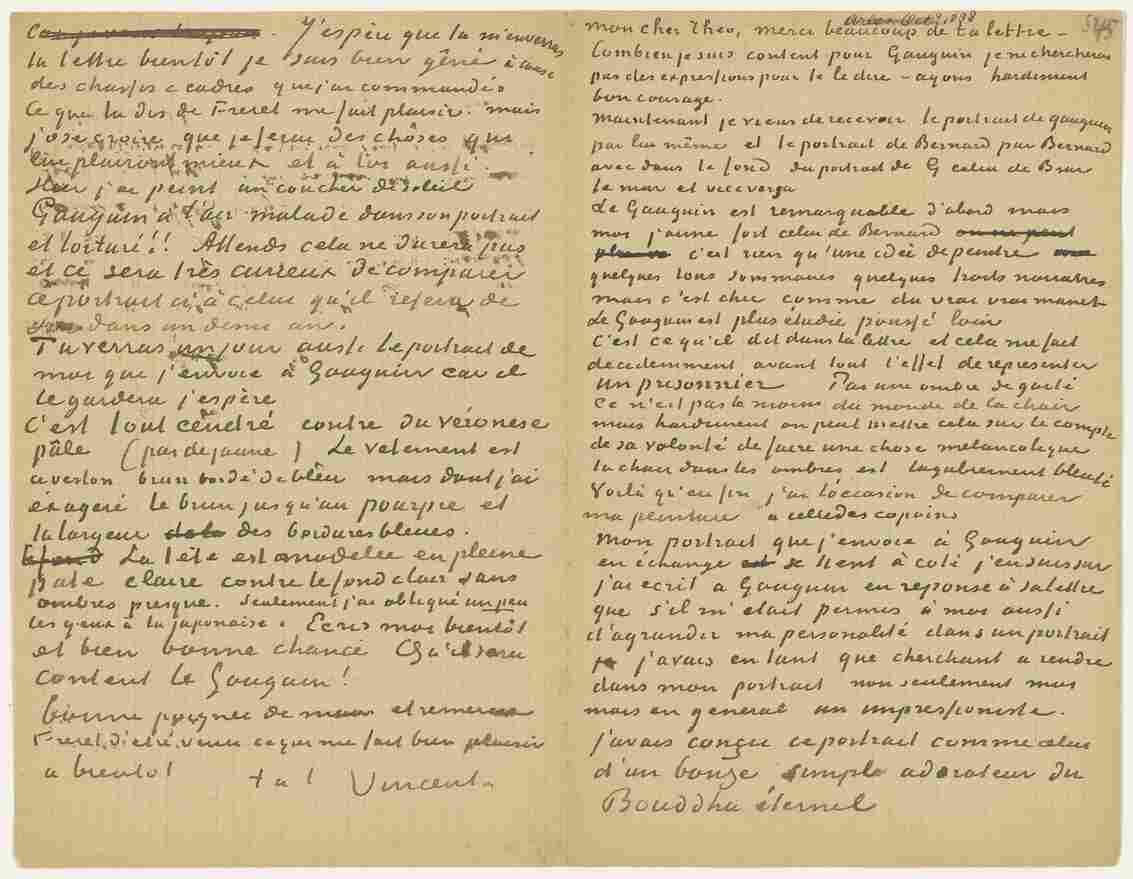 Arles Oct. 1888
545
mon cher Theo, merci beaucoup de ta lettre –
Combien je suis content pour Gauguin je ne chercherai
pas des expressions pour te le dire – ayons hardiment
bon courage.
Maintenant je viens de recevoir le portrait de gauguin
par lui même et le portrait de Bernard par Bernard
avec dans le fond du portrait de G celui de Bern
le mur et vice versa
Le Gauguin est remarquable d'abord mais
moi j'aime fort celui de Bernard
c'est rien qu'une idée de peintre
quelques tons sommaires quelques traits noiratres
mais c'est chic comme du vrai vrai manet
Le Gauguin est plus étudié poussé loin
C'est ce qu'il dit dans la lettre et cela me fait
decidemment avant tout l'effet de représenter
un prisonnier Pas une ombre de gaité
Ce n'est pas le moins du monde de la chair
mais hardiment on peut mettre cela sur le compte
de sa volonté de faire une chose melancolique
la chair dans les ombres est lugubrement bleutée
Voilà qu'enfin j'ai l'occasion de comparer
ma peinture a celle des copains
Mon portrait que j'envoie à Gauguin
en échange se tient à coté j'en suis sur
j'ai ecrit a Gauguin en reponse à sa lettre
que s'il m'etait permis à moi aussi
d'agrandir ma personalité dans un portrait
j'avais en tant que cherchant a rendre
dans mon portrait non seulement moi
mais en general un impressioniste.
j'avais conçu ce portrait comme celui
d'un bonze simple adorateur du
Bouddha éternel
J'espère que tu m'enverras
ta lettre bientôt je suis bien gêné à cause
des chassis & cadres que j'ai commandés
Ce que tu dis de Freret me fait plaisir. mais
j'ose croire que je ferai des chôses qui
lui plairont mieux et à toi aussi.
Hier j'ai peint un coucher de soleil
Gauguin a l'air malade dans son portrait
et torturé!! Attends cela ne durera pas
et ce sera très curieux de comparer
ce portrait ci à celui qu'il refera de
dans un demi an.
Tu verras un jour aussi le portrait de
moi que j'envoie à Gauguin car il
le gardera j'espère
C'est tout cendré contre du véronese
pâle (pas de jaune) Le vetement est
ce veston brun bordé de bleu mais dont j'ai
éxageré le brun jusqu'au pourpre et
la largeur des bordures bleues.
La tête est modelée en pleine
pate claire contre le fond clair sans
ombres presque. Seulement j'ai obliqué un peu
les yeux à la japonaise. Ecris moi bientôt
et bien bonne chance Qu'il sera
content le Gauguin!
bonne poignee de main et remercie
Freret d'etre venu ce qui me fait bien plaisir
a bientot t. à t. Vincent